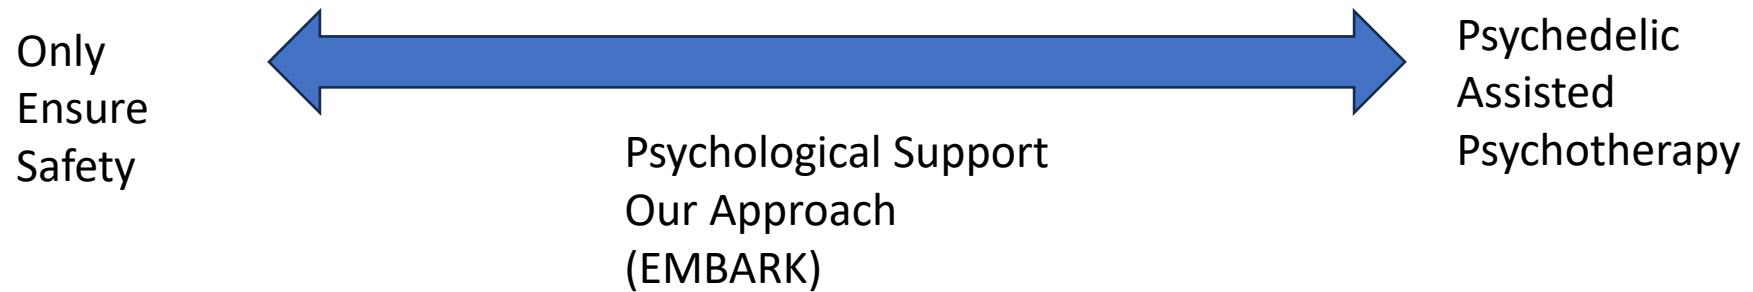 Only
Ensure
Safety
Psychological Support
Our Approach
(EMBARK)
Psychedelic
Assisted
Psychotherapy